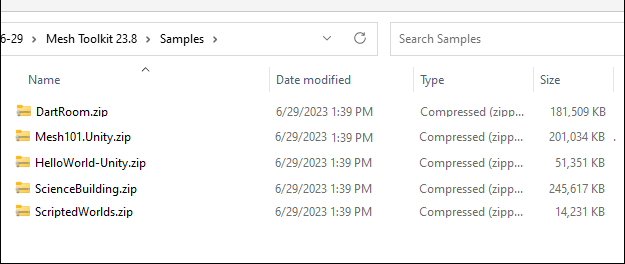 6-29 > Mesh Toolkit 23.8 > Samples >
Search Samples
Name Date modified Type Size
DartRoom.zip 6/29/2023 1:39 PM Compressed (zipp... 181,509 KB
Mesh101.Unity.zip 6/29/2023 1:39 PM Compressed (zipp... 201,034 KB
HelloWorld-Unity.zip 6/29/2023 1:39 PM Compressed (zipp... 51,351 KB
ScienceBuilding.zip 6/29/2023 1:39 PM Compressed (zipp... 245,617 KB
ScriptedWorlds.zip 6/29/2023 1:39 PM Compressed (zipp... 14,231 KB